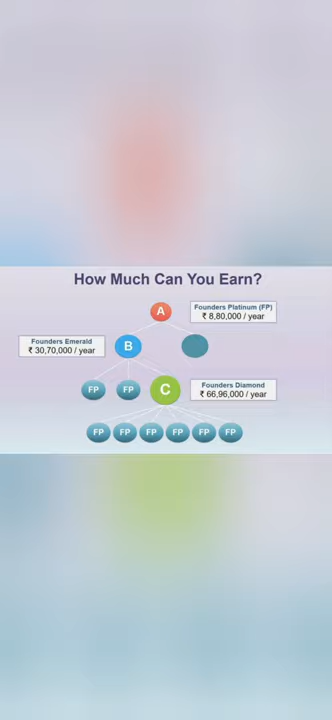 How Much Can You Earn?
A
Founders Platinum (FP)
₹ 8,80,000 / year
Founders Emerald
₹ 30,70,000 / year
B
FP
FP
C
Founders Diamond
₹ 66,96,000 / year
FP
FP
FP
FP
FP
FP